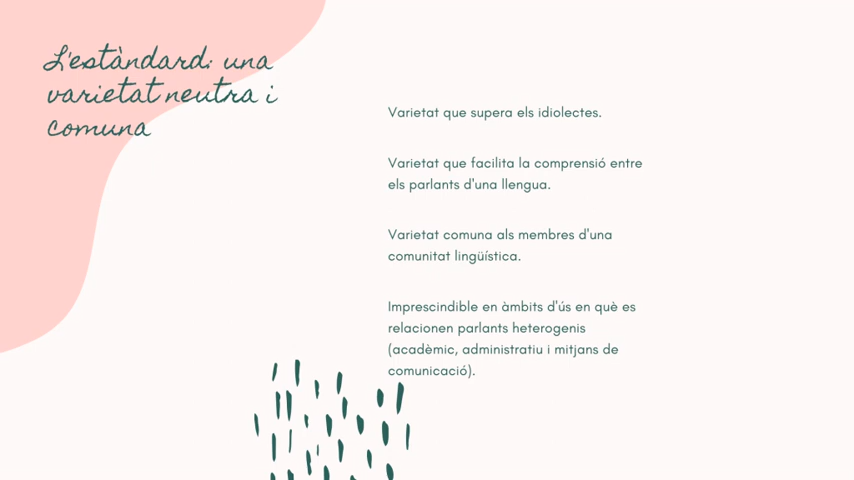 L'estàndard: una
varietat neutra i
comuna
Varietat que supera els idiolectes.
Varietat que facilita la comprensió entre
els parlants d'una llengua.
Varietat comuna als membres d'una
comunitat lingüística.
Imprescindible en àmbits d'ús en què es
relacionen parlants heterogenis
(acadèmic, administratiu i mitjans de
comunicació).